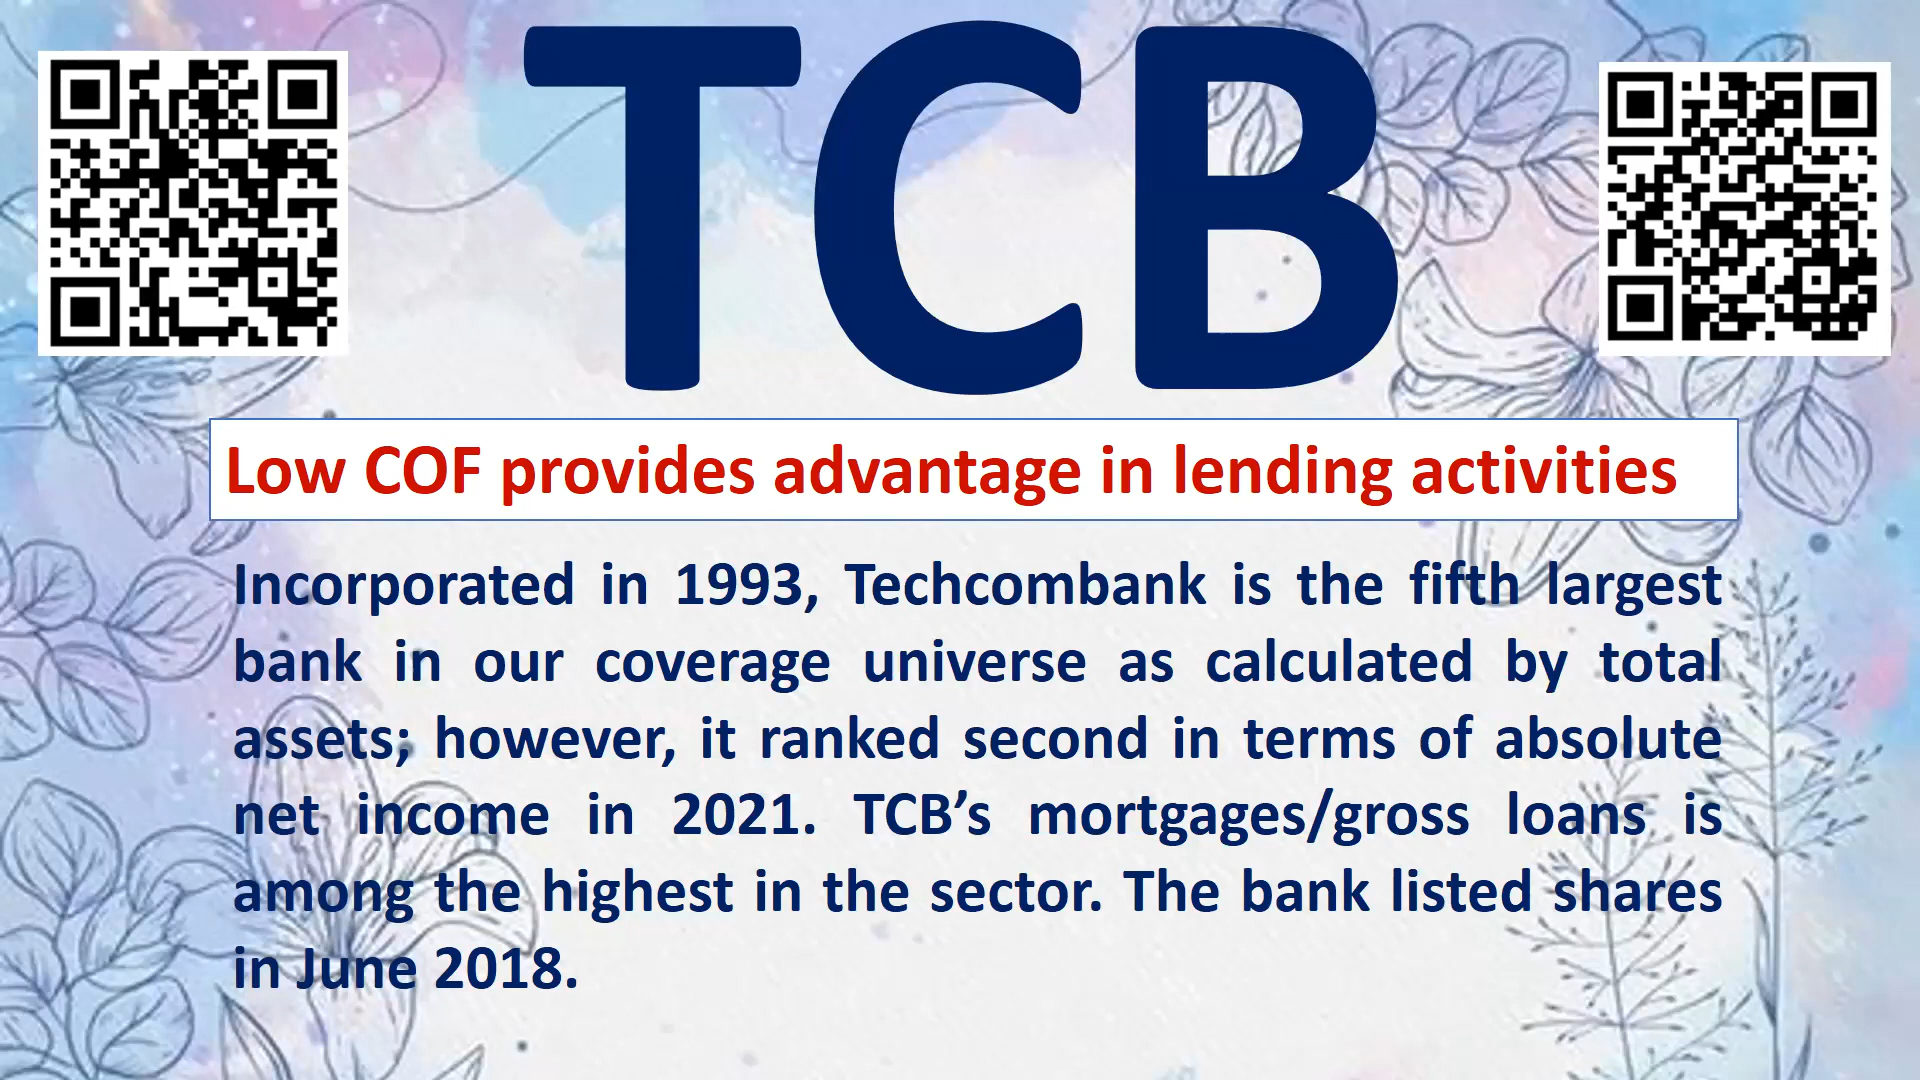 TCB
Low COF provides advantage in lending activities
Incorporated in 1993, Techcombank is the fifth largest
bank in our coverage universe as calculated by total
assets; however, it ranked second in terms of absolute
net income in 2021. TCB’s mortgages/gross loans is
among the highest in the sector. The bank listed shares
in June 2018.